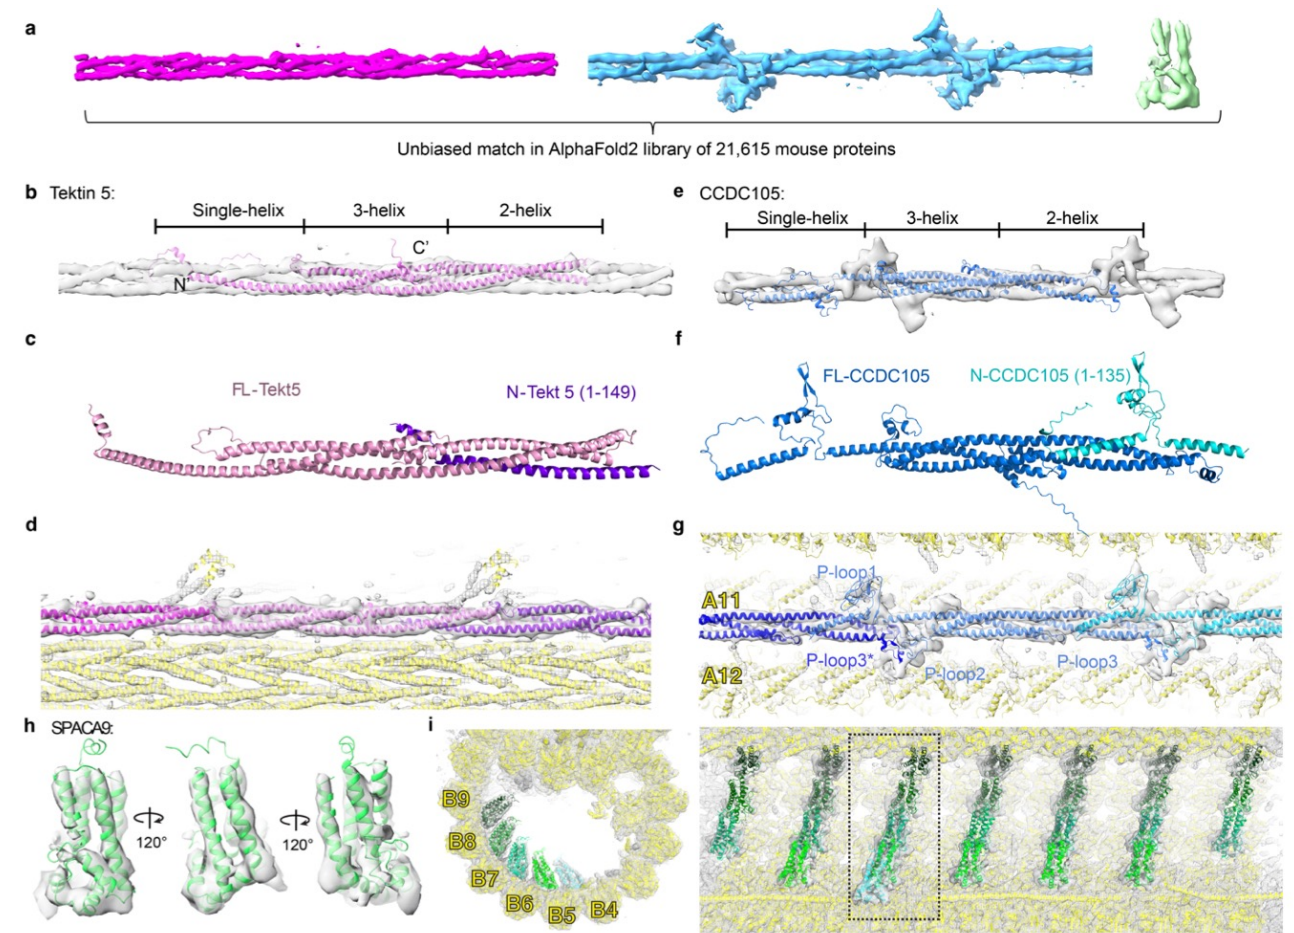 a
Unbiased match in AlphaFold2 library of 21,615 mouse proteins
b Tektin 5:
Single-helix 3-helix 2-helix
C'
N
e CCDC105:
Single-helix 3-helix 2-helix
c
FL-Tekt5 N-Tekt 5 (1-149)
f
FL-CCDC105 N-CCDC105 (1-135)
d
g
P-loop1
A11
P-loop3* P-loop2 P-loop3
A12
h SPACA9:
120° 120°
i
B9
B8
B7
B6 B5 B4